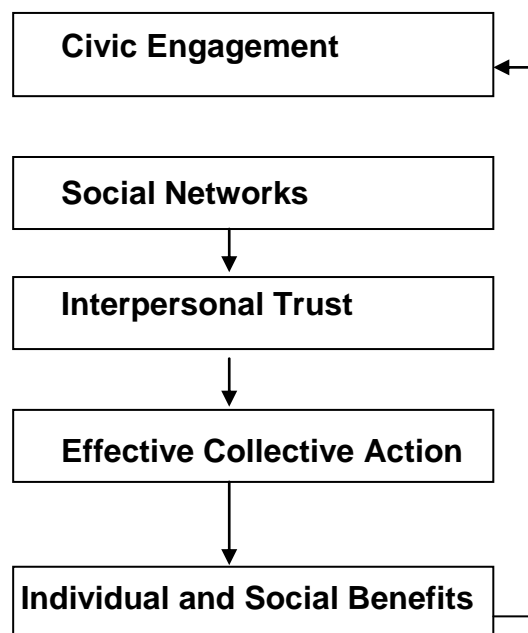 Civic Engagement
Social Networks
Interpersonal Trust
Effective Collective Action
Individual and Social Benefits